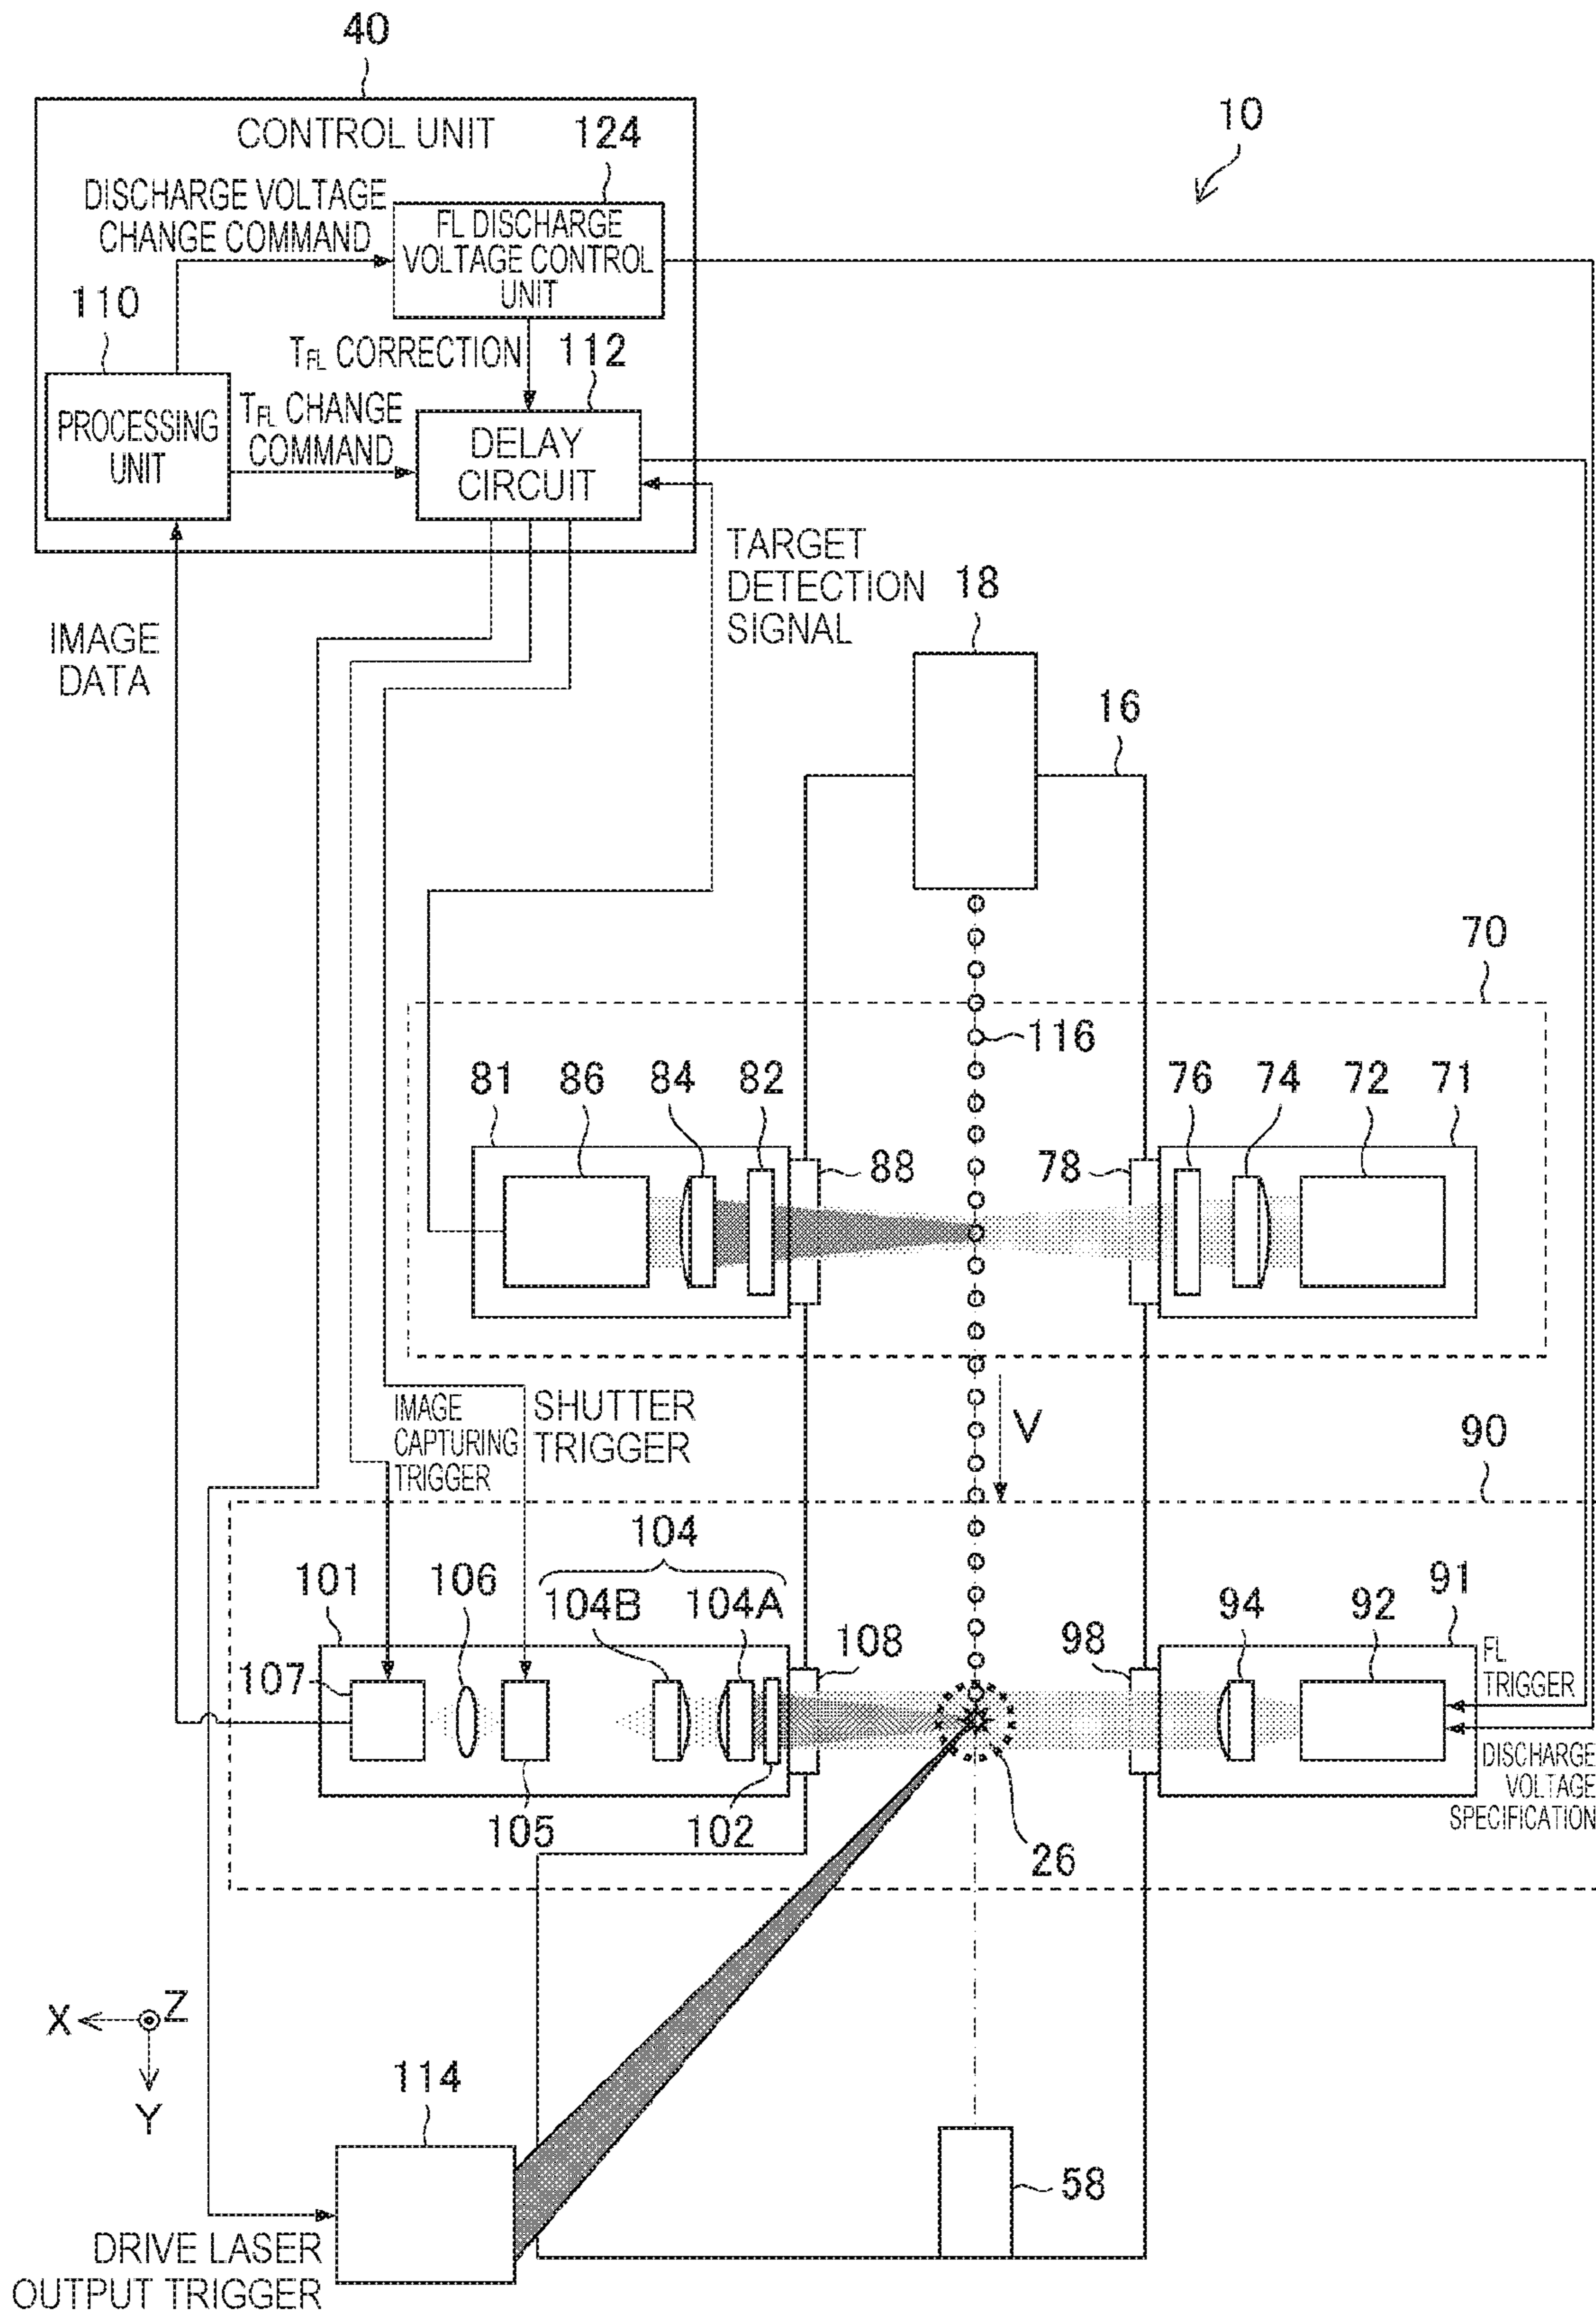 40
10
CONTROL UNIT
124
DISCHARGE VOLTAGE
CHANGE COMMAND
FL DISCHARGE
VOLTAGE CONTROL
UNIT
110
TFL CORRECTION
112
PROCESSING
UNIT
TFL CHANGE
COMMAND
DELAY
CIRCUIT
TARGET
DETECTION
SIGNAL
IMAGE
DATA
18
16
70
116
81
86
84
82
88
78
76
74
72
71
IMAGE
CAPTURING
TRIGGER
SHUTTER
TRIGGER
V
90
104
101
106
104B
104A
108
98
94
92
91
107
FL
TRIGGER
105
102
26
DISCHARGE
VOLTAGE
SPECIFICATION
X
Z
Y
114
58
DRIVE LASER
OUTPUT TRIGGER